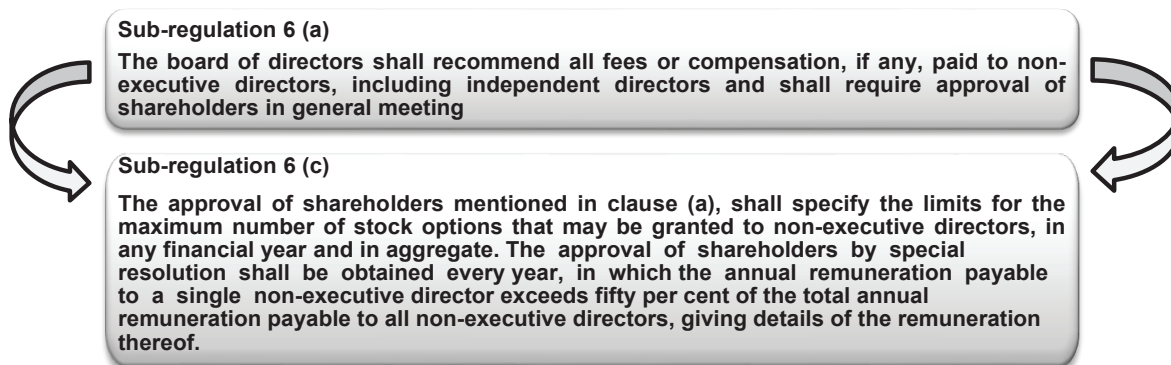 Sub-regulation 6 (a)
The board of directors shall recommend all fees or compensation, if any, paid to non-
executive directors, including independent directors and shall require approval of
shareholders in general meeting
Sub-regulation 6 (c)
The approval of shareholders mentioned in clause (a), shall specify the limits for the
maximum number of stock options that may be granted to non-executive directors, in
any financial year and in aggregate. The approval of shareholders by special
resolution shall be obtained every year, in which the annual remuneration payable
to a single non-executive director exceeds fifty per cent of the total annual
remuneration payable to all non-executive directors, giving details of the remuneration
thereof.